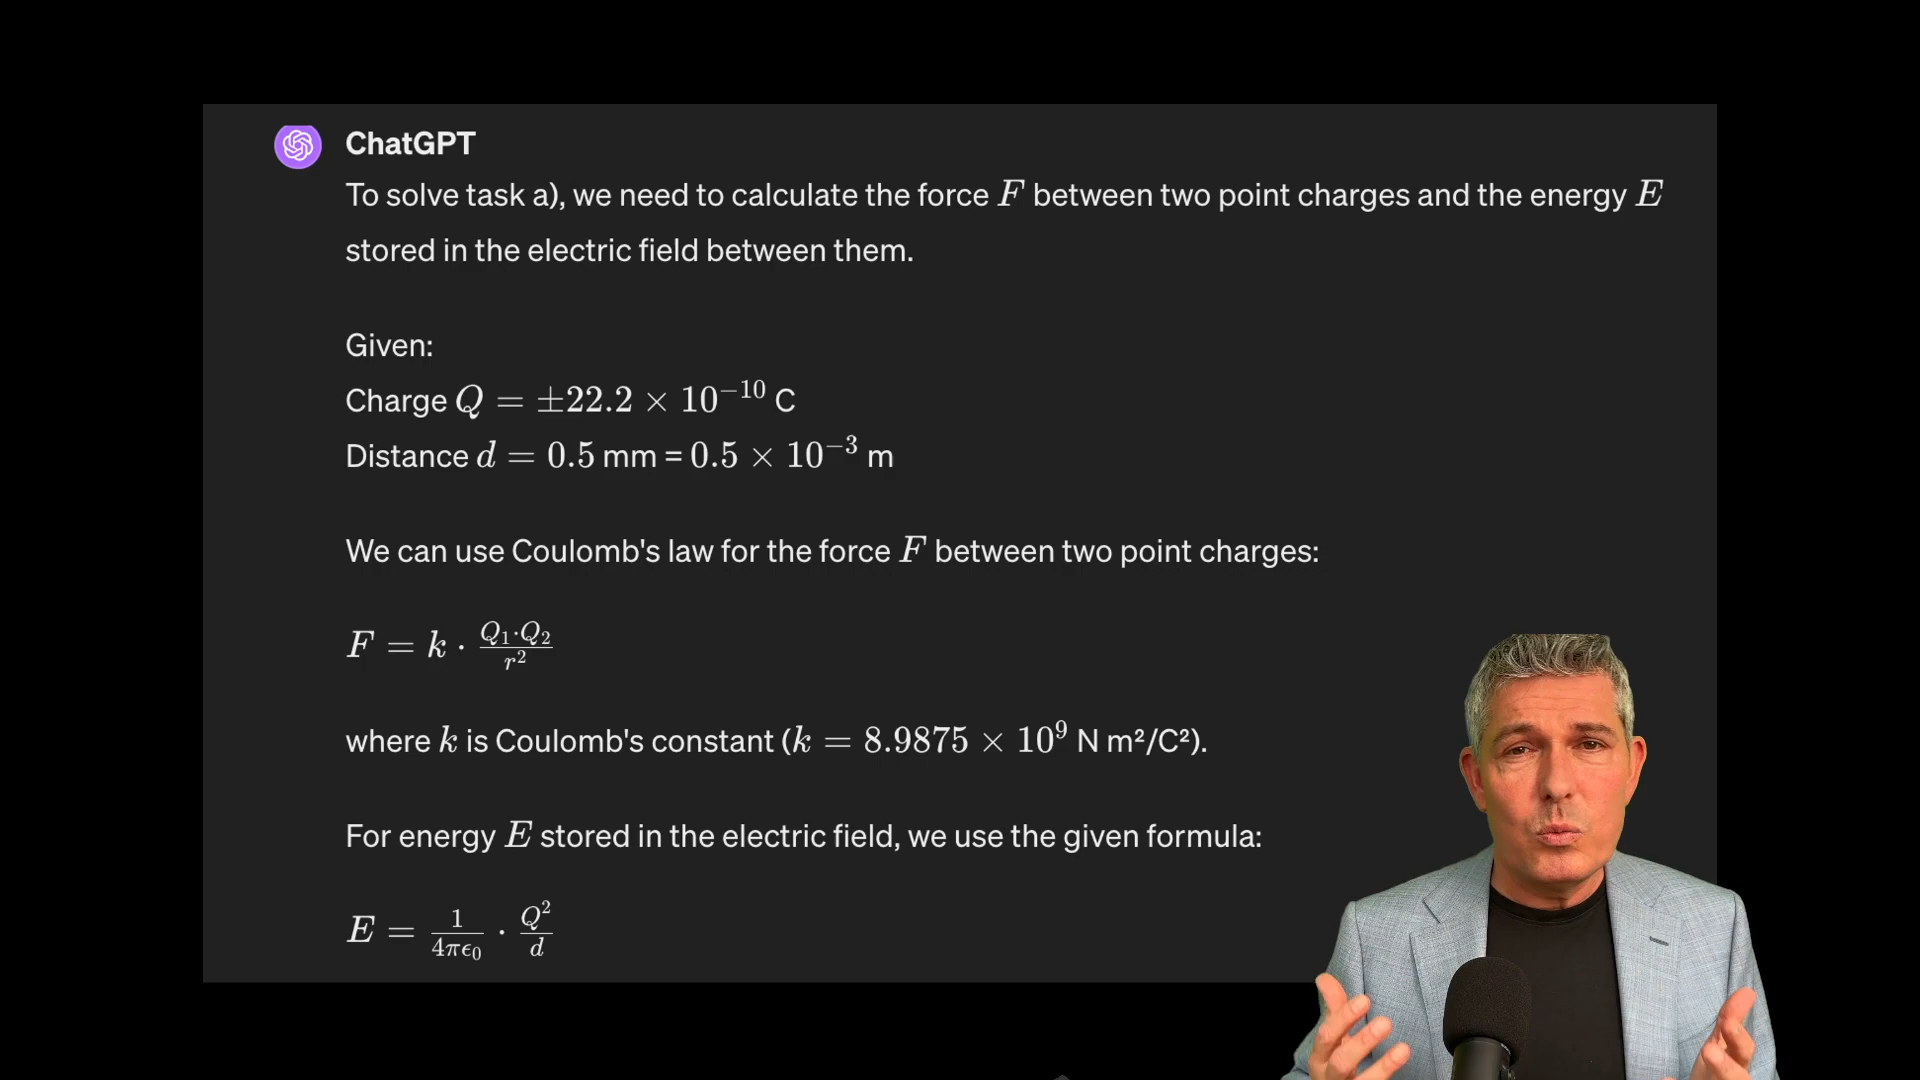 ChatGPT
To solve task a), we need to calculate the force F between two point charges and the energy E
stored in the electric field between them.
Given:
Charge Q = ±22.2 × 10⁻¹⁰ C
Distance d = 0.5 mm = 0.5 × 10⁻³ m
We can use Coulomb's law for the force F between two point charges:
F = k · Q₁·Q₂ / r²
where k is Coulomb's constant (k = 8.9875 × 10⁹ N m²/C²).
For energy E stored in the electric field, we use the given formula:
E = 1 / 4πϵ₀ · Q² / d